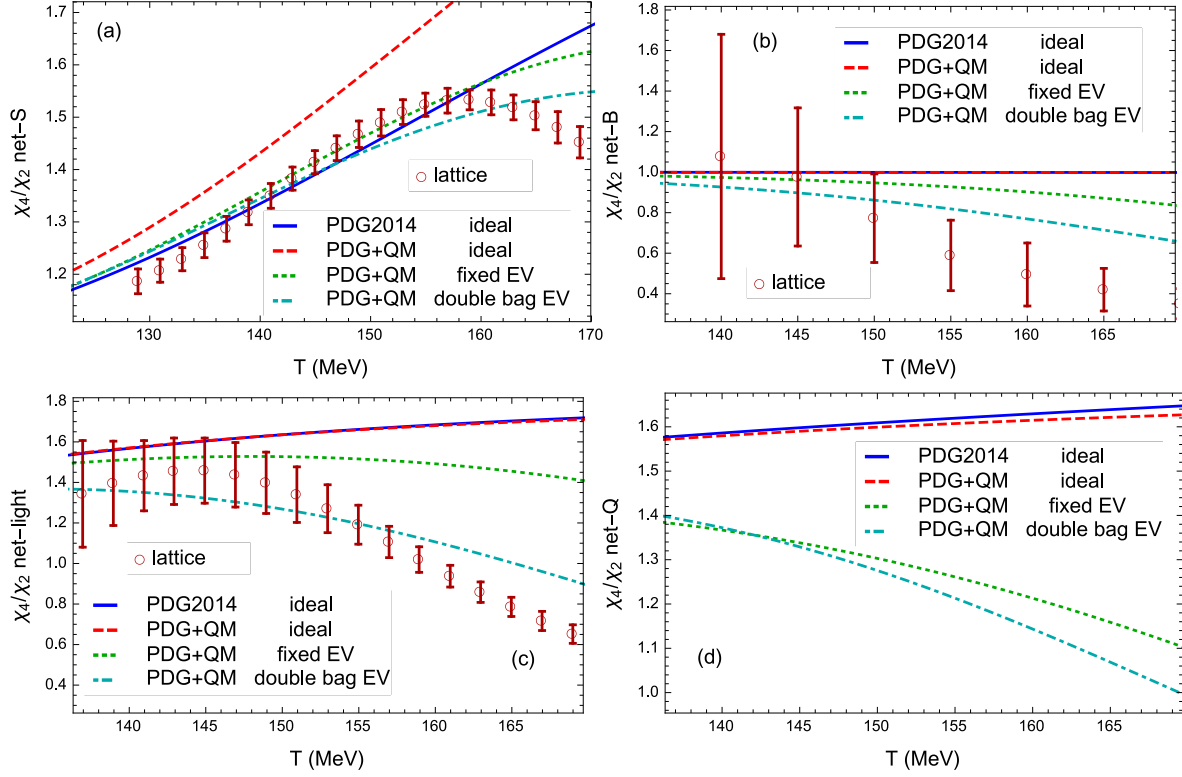 (a)
χ4/χ2 net-S
1.7
1.6
1.5
1.4
1.3
1.2
lattice
PDG2014 ideal
PDG+QM ideal
PDG+QM fixed EV
PDG+QM double bag EV
130 140 150 160 170
T (MeV)
(b)
χ4/χ2 net-B
1.8
1.6
1.4
1.2
1.0
0.8
0.6
0.4
PDG2014 ideal
PDG+QM ideal
PDG+QM fixed EV
PDG+QM double bag EV
lattice
140 145 150 155 160 165
T (MeV)
(c)
χ4/χ2 net-light
1.8
1.6
1.4
1.2
1.0
0.8
0.6
0.4
lattice
PDG2014 ideal
PDG+QM ideal
PDG+QM fixed EV
PDG+QM double bag EV
140 145 150 155 160 165
T (MeV)
(d)
χ4/χ2 net-Q
1.6
1.5
1.4
1.3
1.2
1.1
1.0
PDG2014 ideal
PDG+QM ideal
PDG+QM fixed EV
PDG+QM double bag EV
140 145 150 155 160 165
T (MeV)